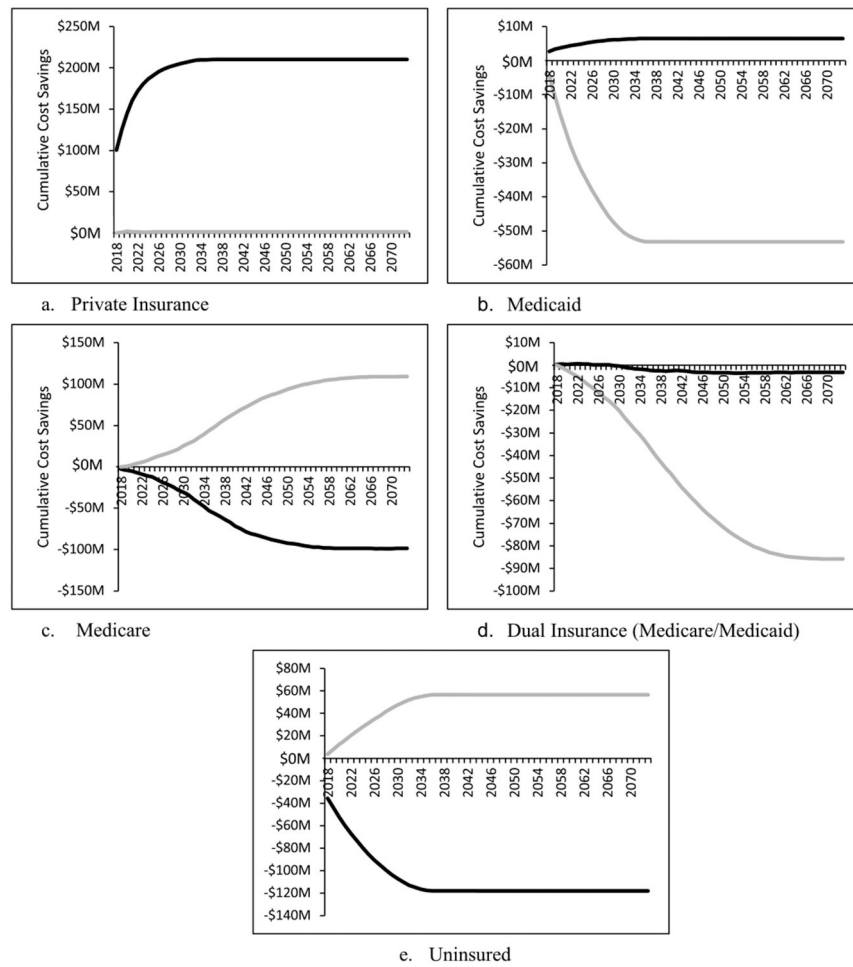 $250M
$200M
$150M
$100M
$50M
$0M
Cumulative Cost Savings
2018 2022 2026 2030 2034 2038 2042 2046 2050 2054 2058 2062 2066 2070
a. Private Insurance
$10M
$0M
-$10M
-$20M
-$30M
-$40M
-$50M
-$60M
Cumulative Cost Savings
2018 2022 2026 2030 2034 2038 2042 2046 2050 2054 2058 2062 2066 2070
b. Medicaid
$150M
$100M
$50M
$0M
-$50M
-$100M
-$150M
Cumulative Cost Savings
2018 2022 2026 2030 2034 2038 2042 2046 2050 2054 2058 2062 2066 2070
c. Medicare
$10M
$0M
-$10M
-$20M
-$30M
-$40M
-$50M
-$60M
-$70M
-$80M
-$90M
-$100M
Cumulative Cost Savings
2018 2022 2026 2030 2034 2038 2042 2046 2050 2054 2058 2062 2066 2070
d. Dual Insurance (Medicare/Medicaid)
$80M
$60M
$40M
$20M
$0M
-$20M
-$40M
-$60M
-$80M
-$100M
-$120M
-$140M
Cumulative Cost Savings
2018 2022 2026 2030 2034 2038 2042 2046 2050 2054 2058 2062 2066 2070
e. Uninsured